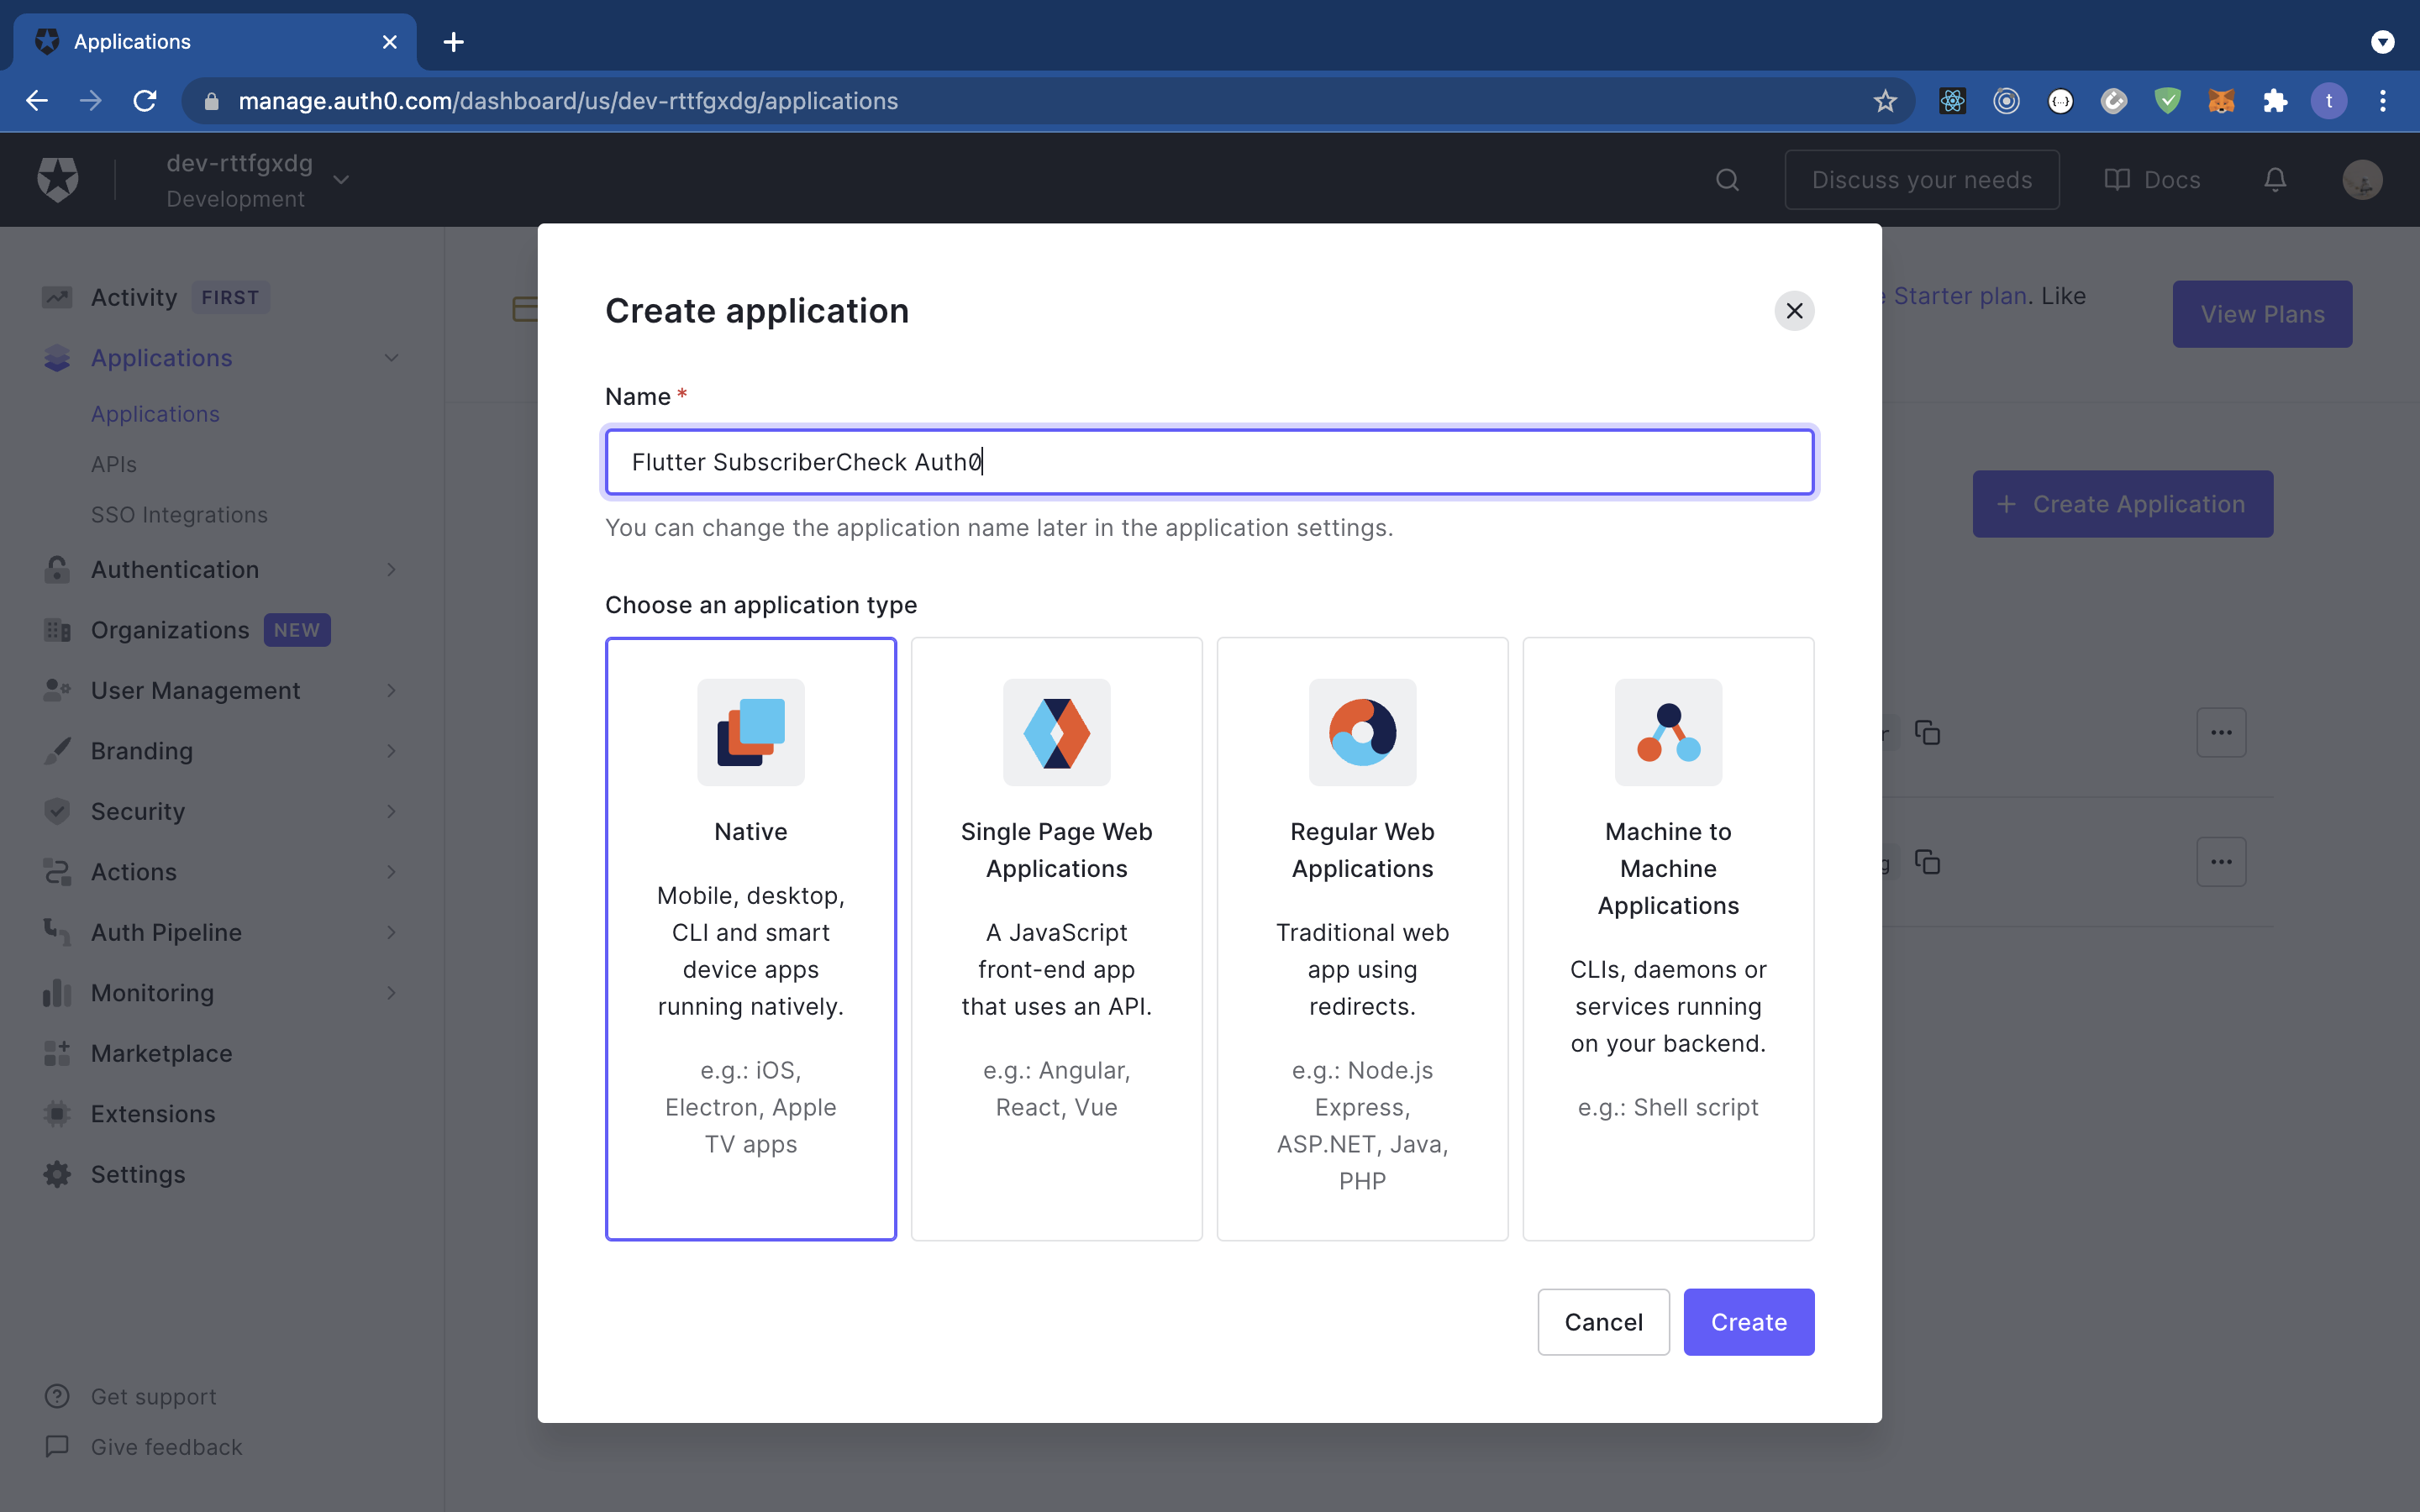 Applications
manage.auth0.com/dashboard/us/dev-rttfgxdg/applications
t
dev-rttfgxdg
Development
Discuss your needs
Docs
Activity FIRST
Applications
Applications
APIs
SSO Integrations
Authentication
Organizations NEW
User Management
Branding
Security
Actions
Auth Pipeline
Monitoring
Marketplace
Extensions
Settings
Get support
Give feedback
Starter plan. Like
View Plans
Create Application
Create application
Name *
Flutter SubscriberCheck Auth0
You can change the application name later in the application settings.
Choose an application type
Native
Mobile, desktop,
CLI and smart
device apps
running natively.
e.g.: iOS,
Electron, Apple
TV apps
Single Page Web
Applications
A JavaScript
front-end app
that uses an API.
e.g.: Angular,
React, Vue
Regular Web
Applications
Traditional web
app using
redirects.
e.g.: Node.js
Express,
ASP.NET, Java,
PHP
Machine to
Machine
Applications
CLIs, daemons or
services running
on your backend.
e.g.: Shell script
Cancel
Create